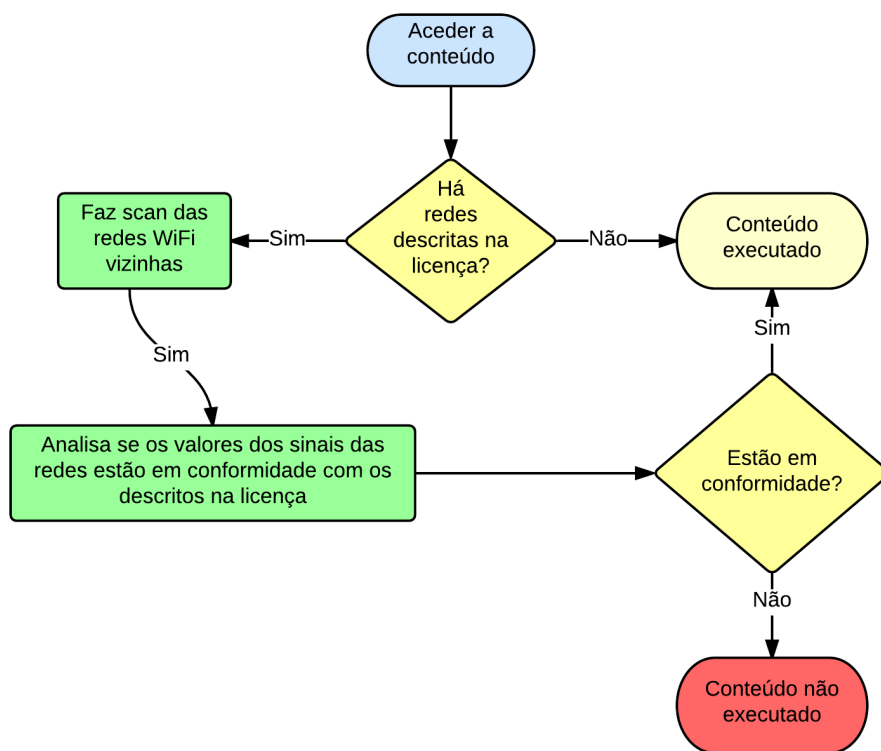 Aceder a
conteúdo
Há
redes
descritas na
licença?
Sim
Não
Faz scan das
redes WiFi
vizinhas
Conteúdo
executado
Sim
Sim
Analisa se os valores dos sinais das
redes estão em conformidade com os
descritos na licença
Estão em
conformidade?
Não
Conteúdo não
executado